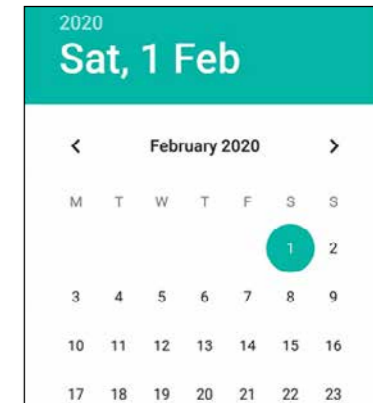 2020
Sat, 1 Feb
February 2020
M T W T F S S
1 2
3 4 5 6 7 8 9
10 11 12 13 14 15 16
17 18 19 20 21 22 23